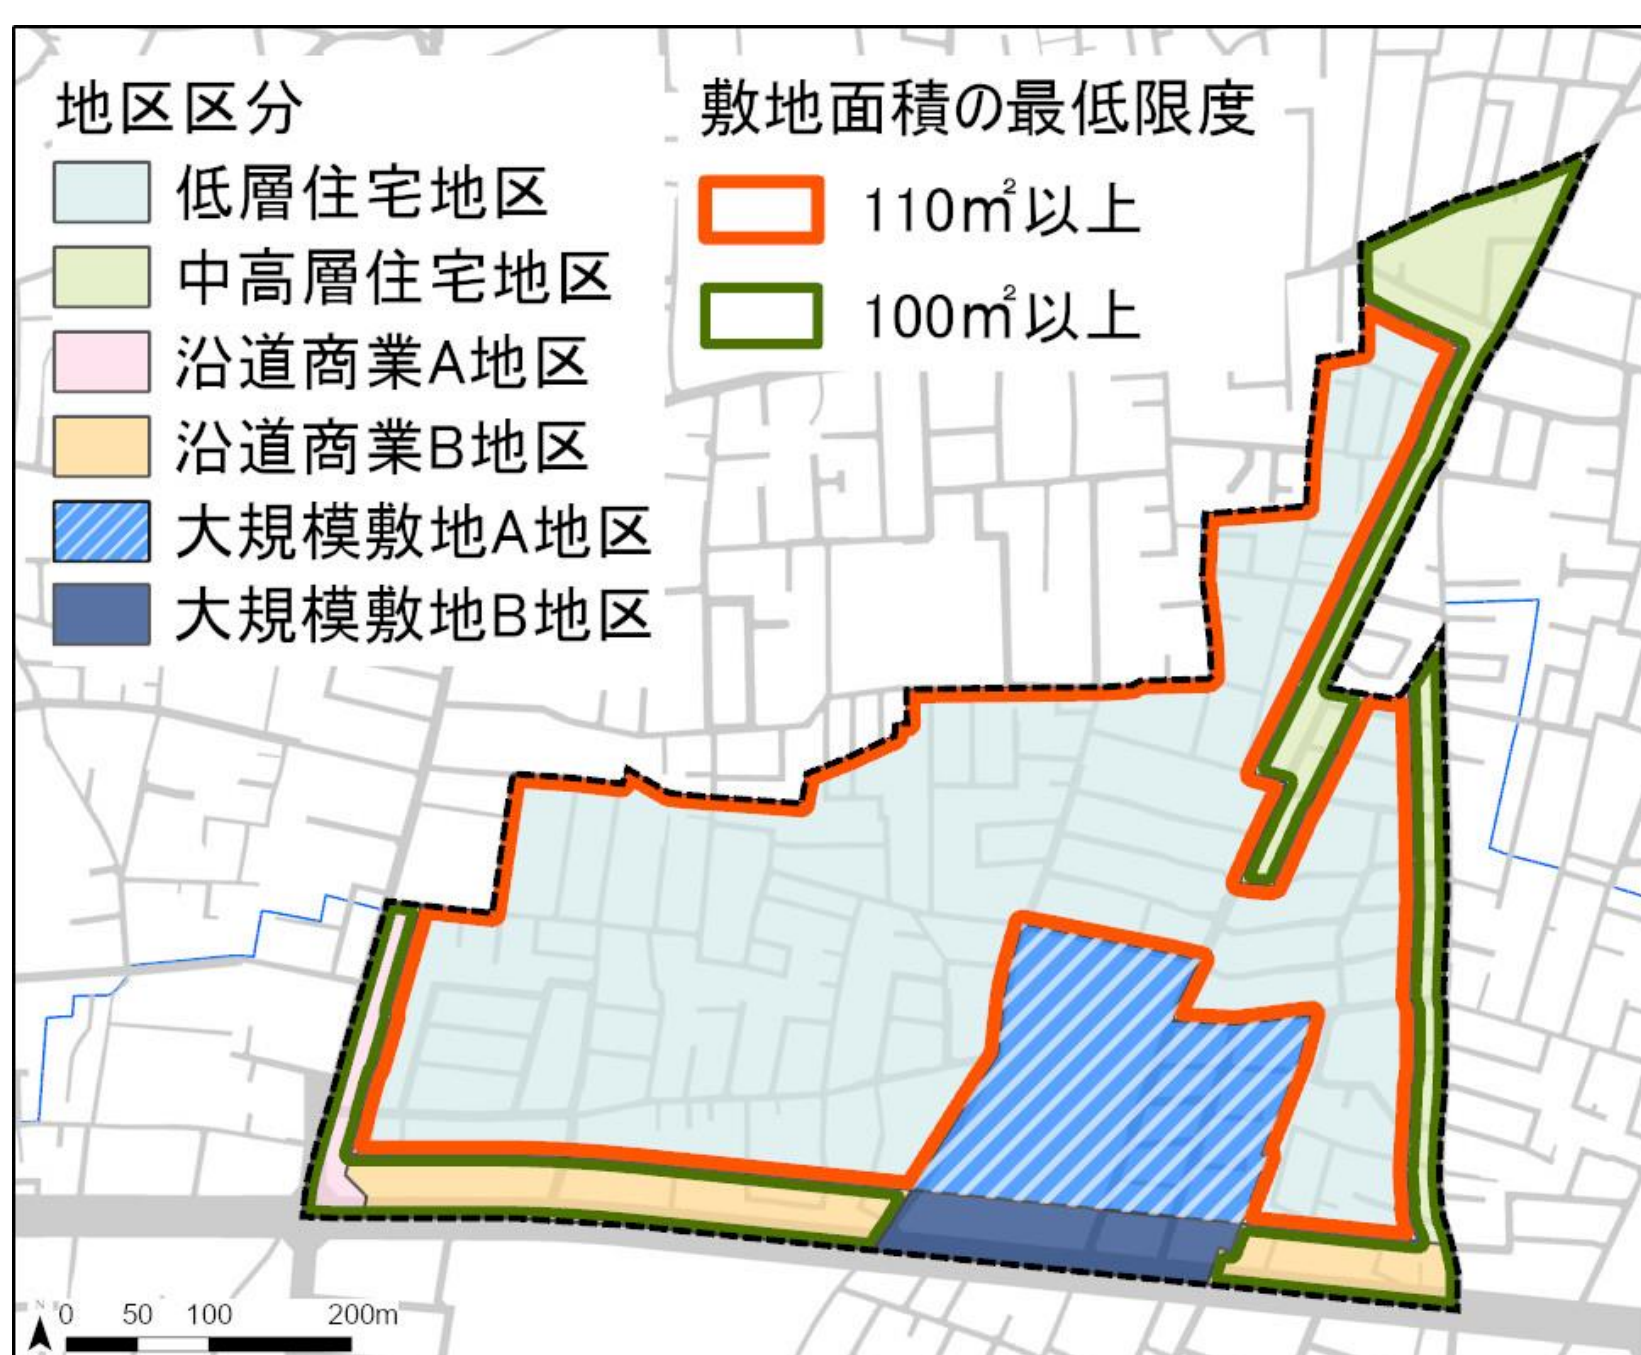 地区区分
低層住宅地区
中高層住宅地区
沿道商業A地区
沿道商業B地区
大規模敷地A地区
大規模敷地B地区
敷地面積の最低限度
110㎡以上
100㎡以上
N
0 50 100 200m